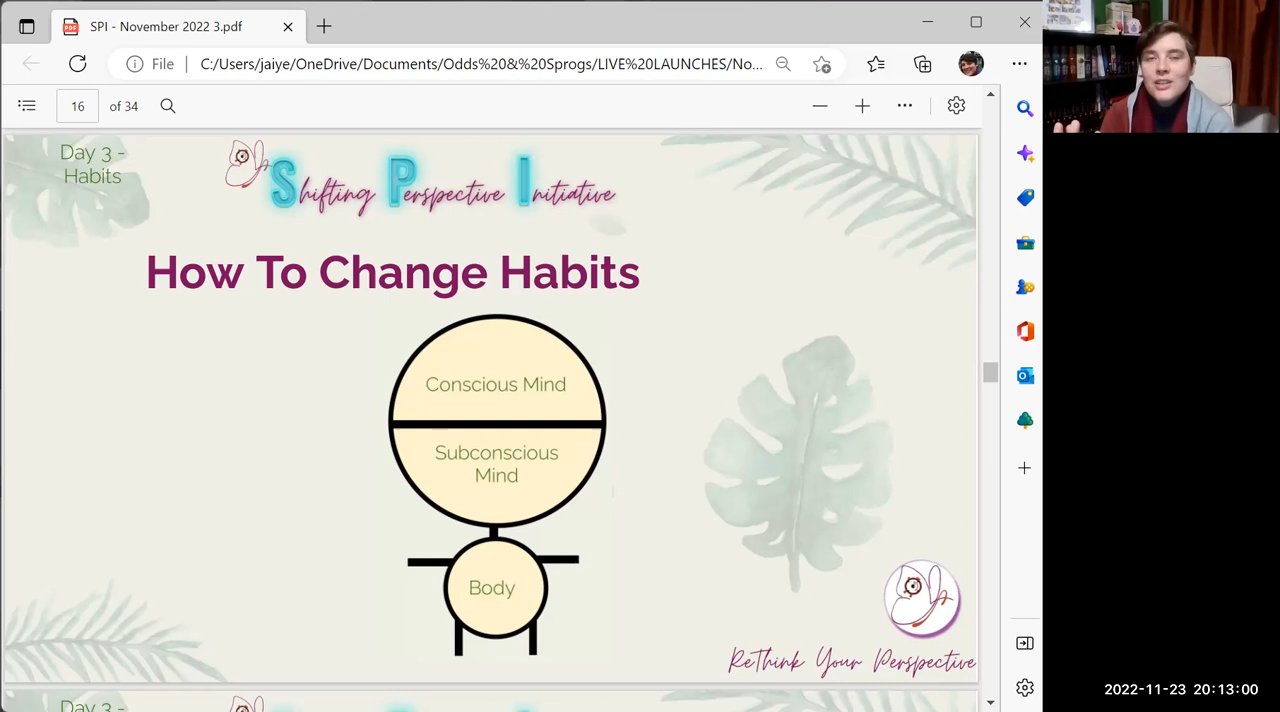 SPI - November 2022 3.pdf
File
C:/Users/jaiye/OneDrive/Documents/Odds%20&%20Sprogs/LIVE%20LAUNCHES/No...
16 of 34
Day 3 -
Habits
Shifting Perspective Initiative
How To Change Habits
Conscious Mind
Subconscious
Mind
Body
ReThink Your Perspective
2022-11-23 20:13:00
Day 3 -